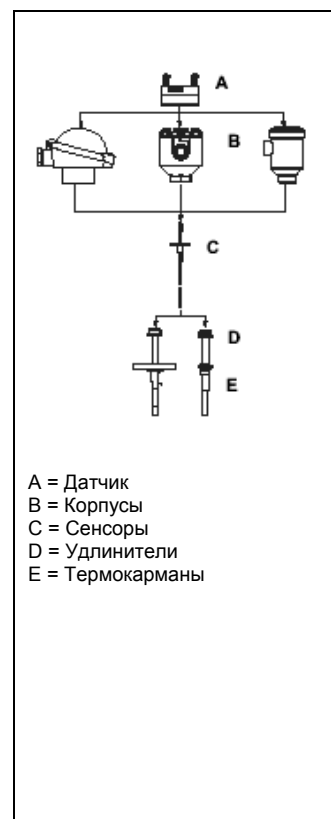 A
B
C
D
E
A = Датчик
B = Корпусы
C = Сенсоры
D = Удлинители
E = Термокарманы